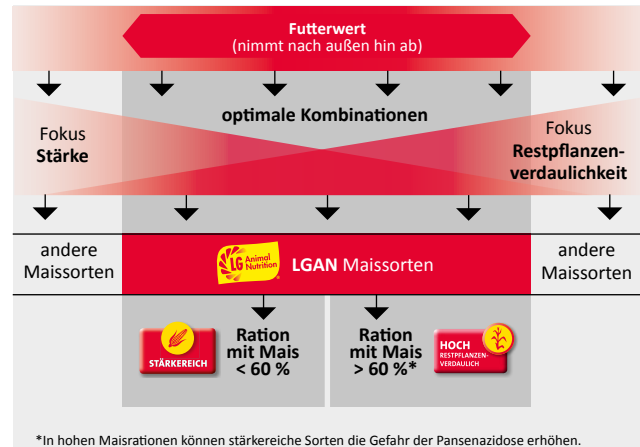 Futterwert
(nimmt nach außen hin ab)
optimale Kombinationen
Fokus
Stärke
Fokus
Restpflanzen-
verdaulichkeit
andere
Maissorten
LG Animal
Nutrition
LGAN Maissorten
andere
Maissorten
STÄRKEREICH
Ration
mit Mais
< 60 %
Ration
mit Mais
> 60 %*
HOCH
RESTPFLANZEN-
VERDAULICH
*In hohen Maisrationen können stärkereiche Sorten die Gefahr der Pansenazidose erhöhen.